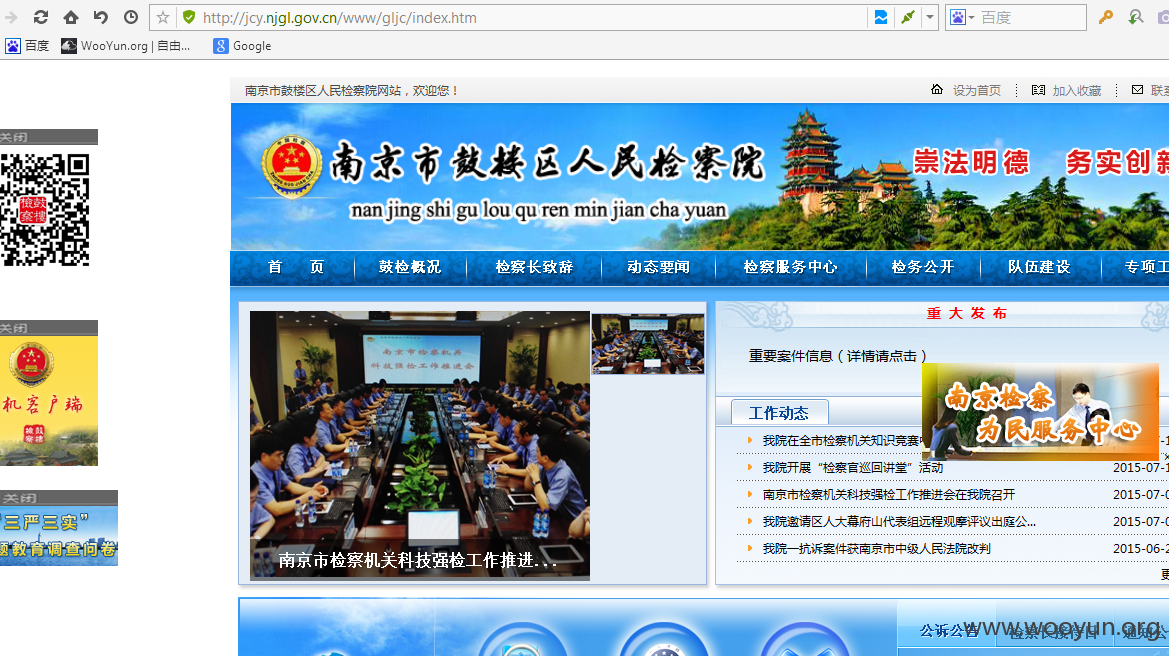 http://jcy.njgl.gov.cn/www/gljc/index.htm
百度
百度
WooYun.org | 自由...
Google
南京市鼓楼区人民检察院网站，欢迎您！
设为首页
加入收藏
联系
关闭
检鼓
察楼
南京市鼓楼区人民检察院
nan jing shi gu lou qu ren min jian cha yuan
崇法明德 务实创新
首 页
鼓检概况
检察长致辞
动态要闻
检察服务中心
检务公开
队伍建设
专项工
关闭
机客户端
检鼓
察楼
关闭
"三严三实"
题教育调查问卷
南京市检察机关
科技强检工作推进会
南京市检察机关科技强检工作推进...
重大发布
重要案件信息（详情请点击）
南京检察
为民服务中心
工作动态
我院在全市检察机关知识竞赛
2015-07-1
我院开展“检察官巡回讲堂”活动
2015-07-1
南京市检察机关科技强检工作推进会在我院召开
2015-07-0
我院邀请区人大幕府山代表组远程观摩评议出庭公...
2015-07-0
我院一抗诉案件获南京市中级人民法院改判
2015-06-2
公诉公告
www.wooyun.org